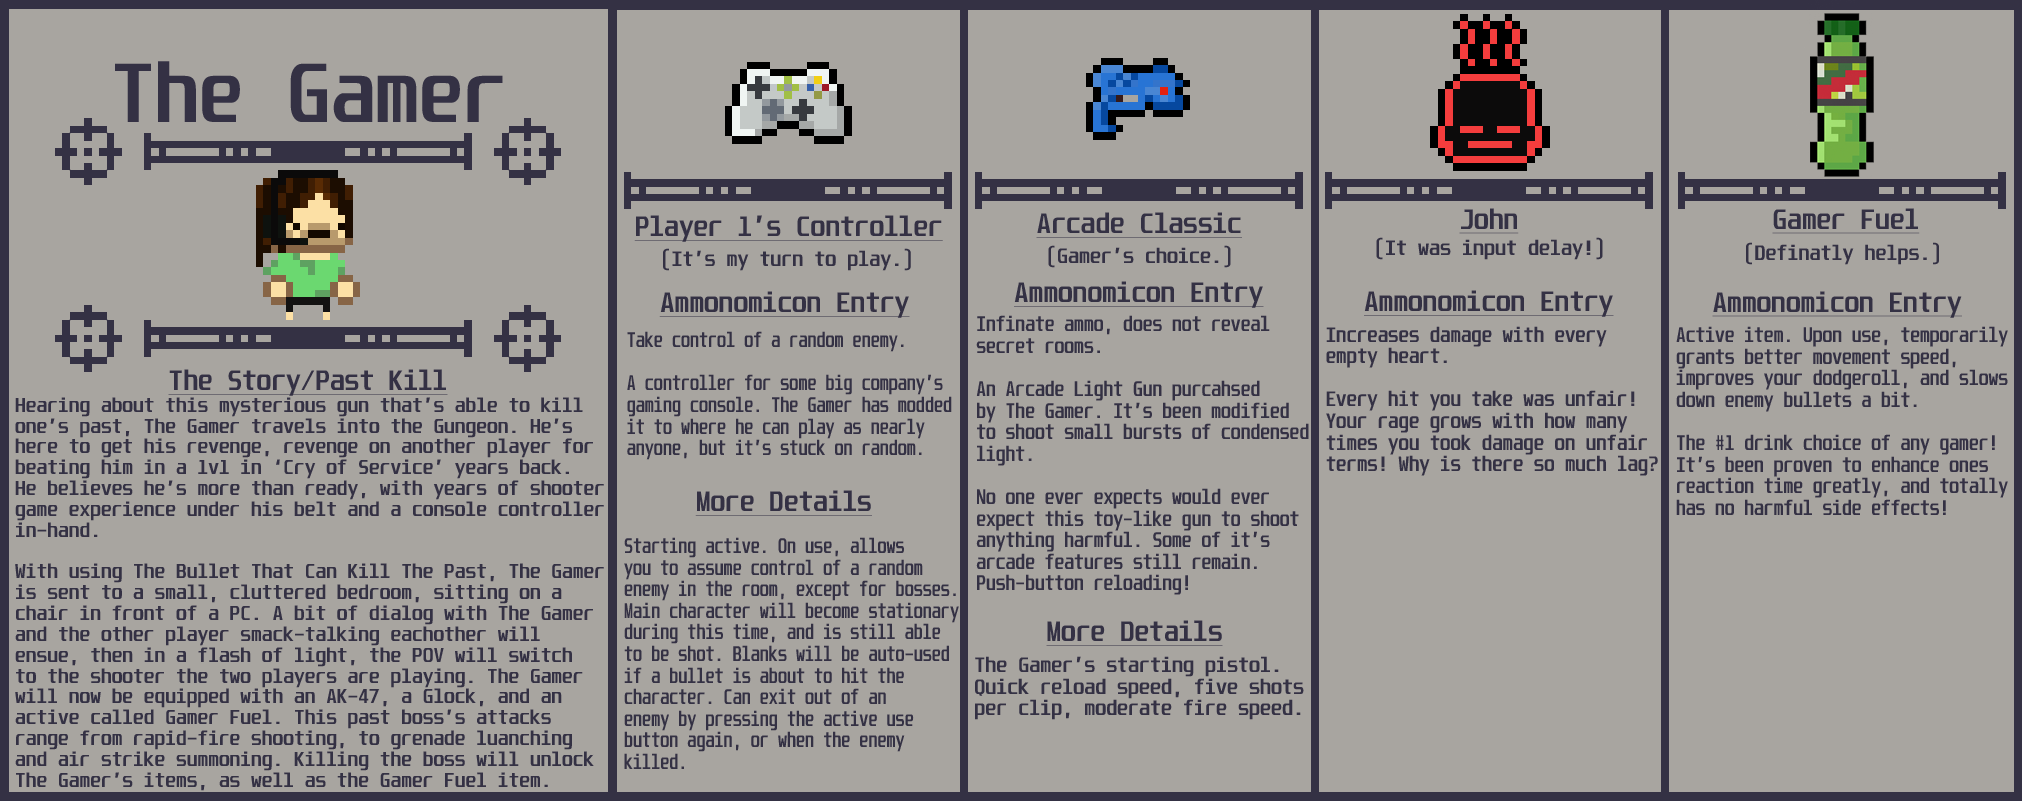 The Gamer
The Story/Past Kill
Hearing about this mysterious gun that's able to kill
one's past, The Gamer travels into the Gungeon. He's
here to get his revenge, revenge on another player for
beating him in a lvl in 'Cry of Service' years back.
He believes he's more than ready, with years of shooter
game experience under his belt and a console controller
in-hand.
With using The Bullet That Can Kill The Past, The Gamer
is sent to a small, cluttered bedroom, sitting on a
chair in front of a PC. A bit of dialog with The Gamer
and the other player smack-talking eachother will
ensue, then in a flash of light, the POV will switch
to the shooter the two players are playing. The Gamer
will now be equipped with an AK-47, a Glock, and an
active called Gamer Fuel. This past boss's attacks
range from rapid-fire shooting, to grenade luanching
and air strike summoning. Killing the boss will unlock
The Gamer's items, as well as the Gamer Fuel item.
Player 1's Controller
(It's my turn to play.)
Ammonomicon Entry
Take control of a random enemy.
A controller for some big company's
gaming console. The Gamer has modded
it to where he can play as nearly
anyone, but it's stuck on random.
More Details
Starting active. On use, allows
you to assume control of a random
enemy in the room, except for bosses.
Main character will become stationary
during this time, and is still able
to be shot. Blanks will be auto-used
if a bullet is about to hit the
character. Can exit out of an
enemy by pressing the active use
button again, or when the enemy
killed.
Arcade Classic
(Gamer's choice.)
Ammonomicon Entry
Infinate ammo, does not reveal
secret rooms.
An Arcade Light Gun purcahsed
by The Gamer. It's been modified
to shoot small bursts of condensed
light.
No one ever expects would ever
expect this toy-like gun to shoot
anything harmful. Some of it's
arcade features still remain.
Push-button reloading!
More Details
The Gamer's starting pistol.
Quick reload speed, five shots
per clip, moderate fire speed.
John
(It was input delay!)
Ammonomicon Entry
Increases damage with every
empty heart.
Every hit you take was unfair!
Your rage grows with how many
times you took damage on unfair
terms! Why is there so much lag?
Gamer Fuel
(Definatly helps.)
Ammonomicon Entry
Active item. Upon use, temporarily
grants better movement speed,
improves your dodgeroll, and slows
down enemy bullets a bit.
The #1 drink choice of any gamer!
It's been proven to enhance ones
reaction time greatly, and totally
has no harmful side effects!